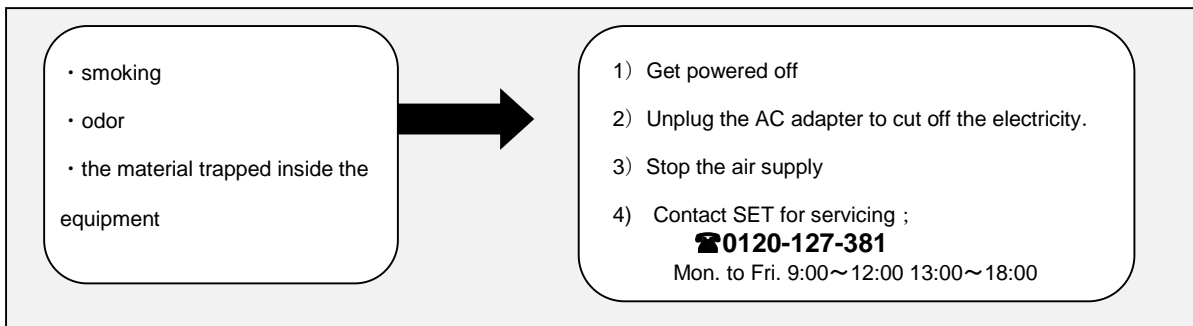 ・smoking
・odor
・the material trapped inside the
equipment
1）Get powered off
2）Unplug the AC adapter to cut off the electricity.
3）Stop the air supply
4) Contact SET for servicing；
☎0120-127-381
Mon. to Fri. 9:00～12:00 13:00～18:00